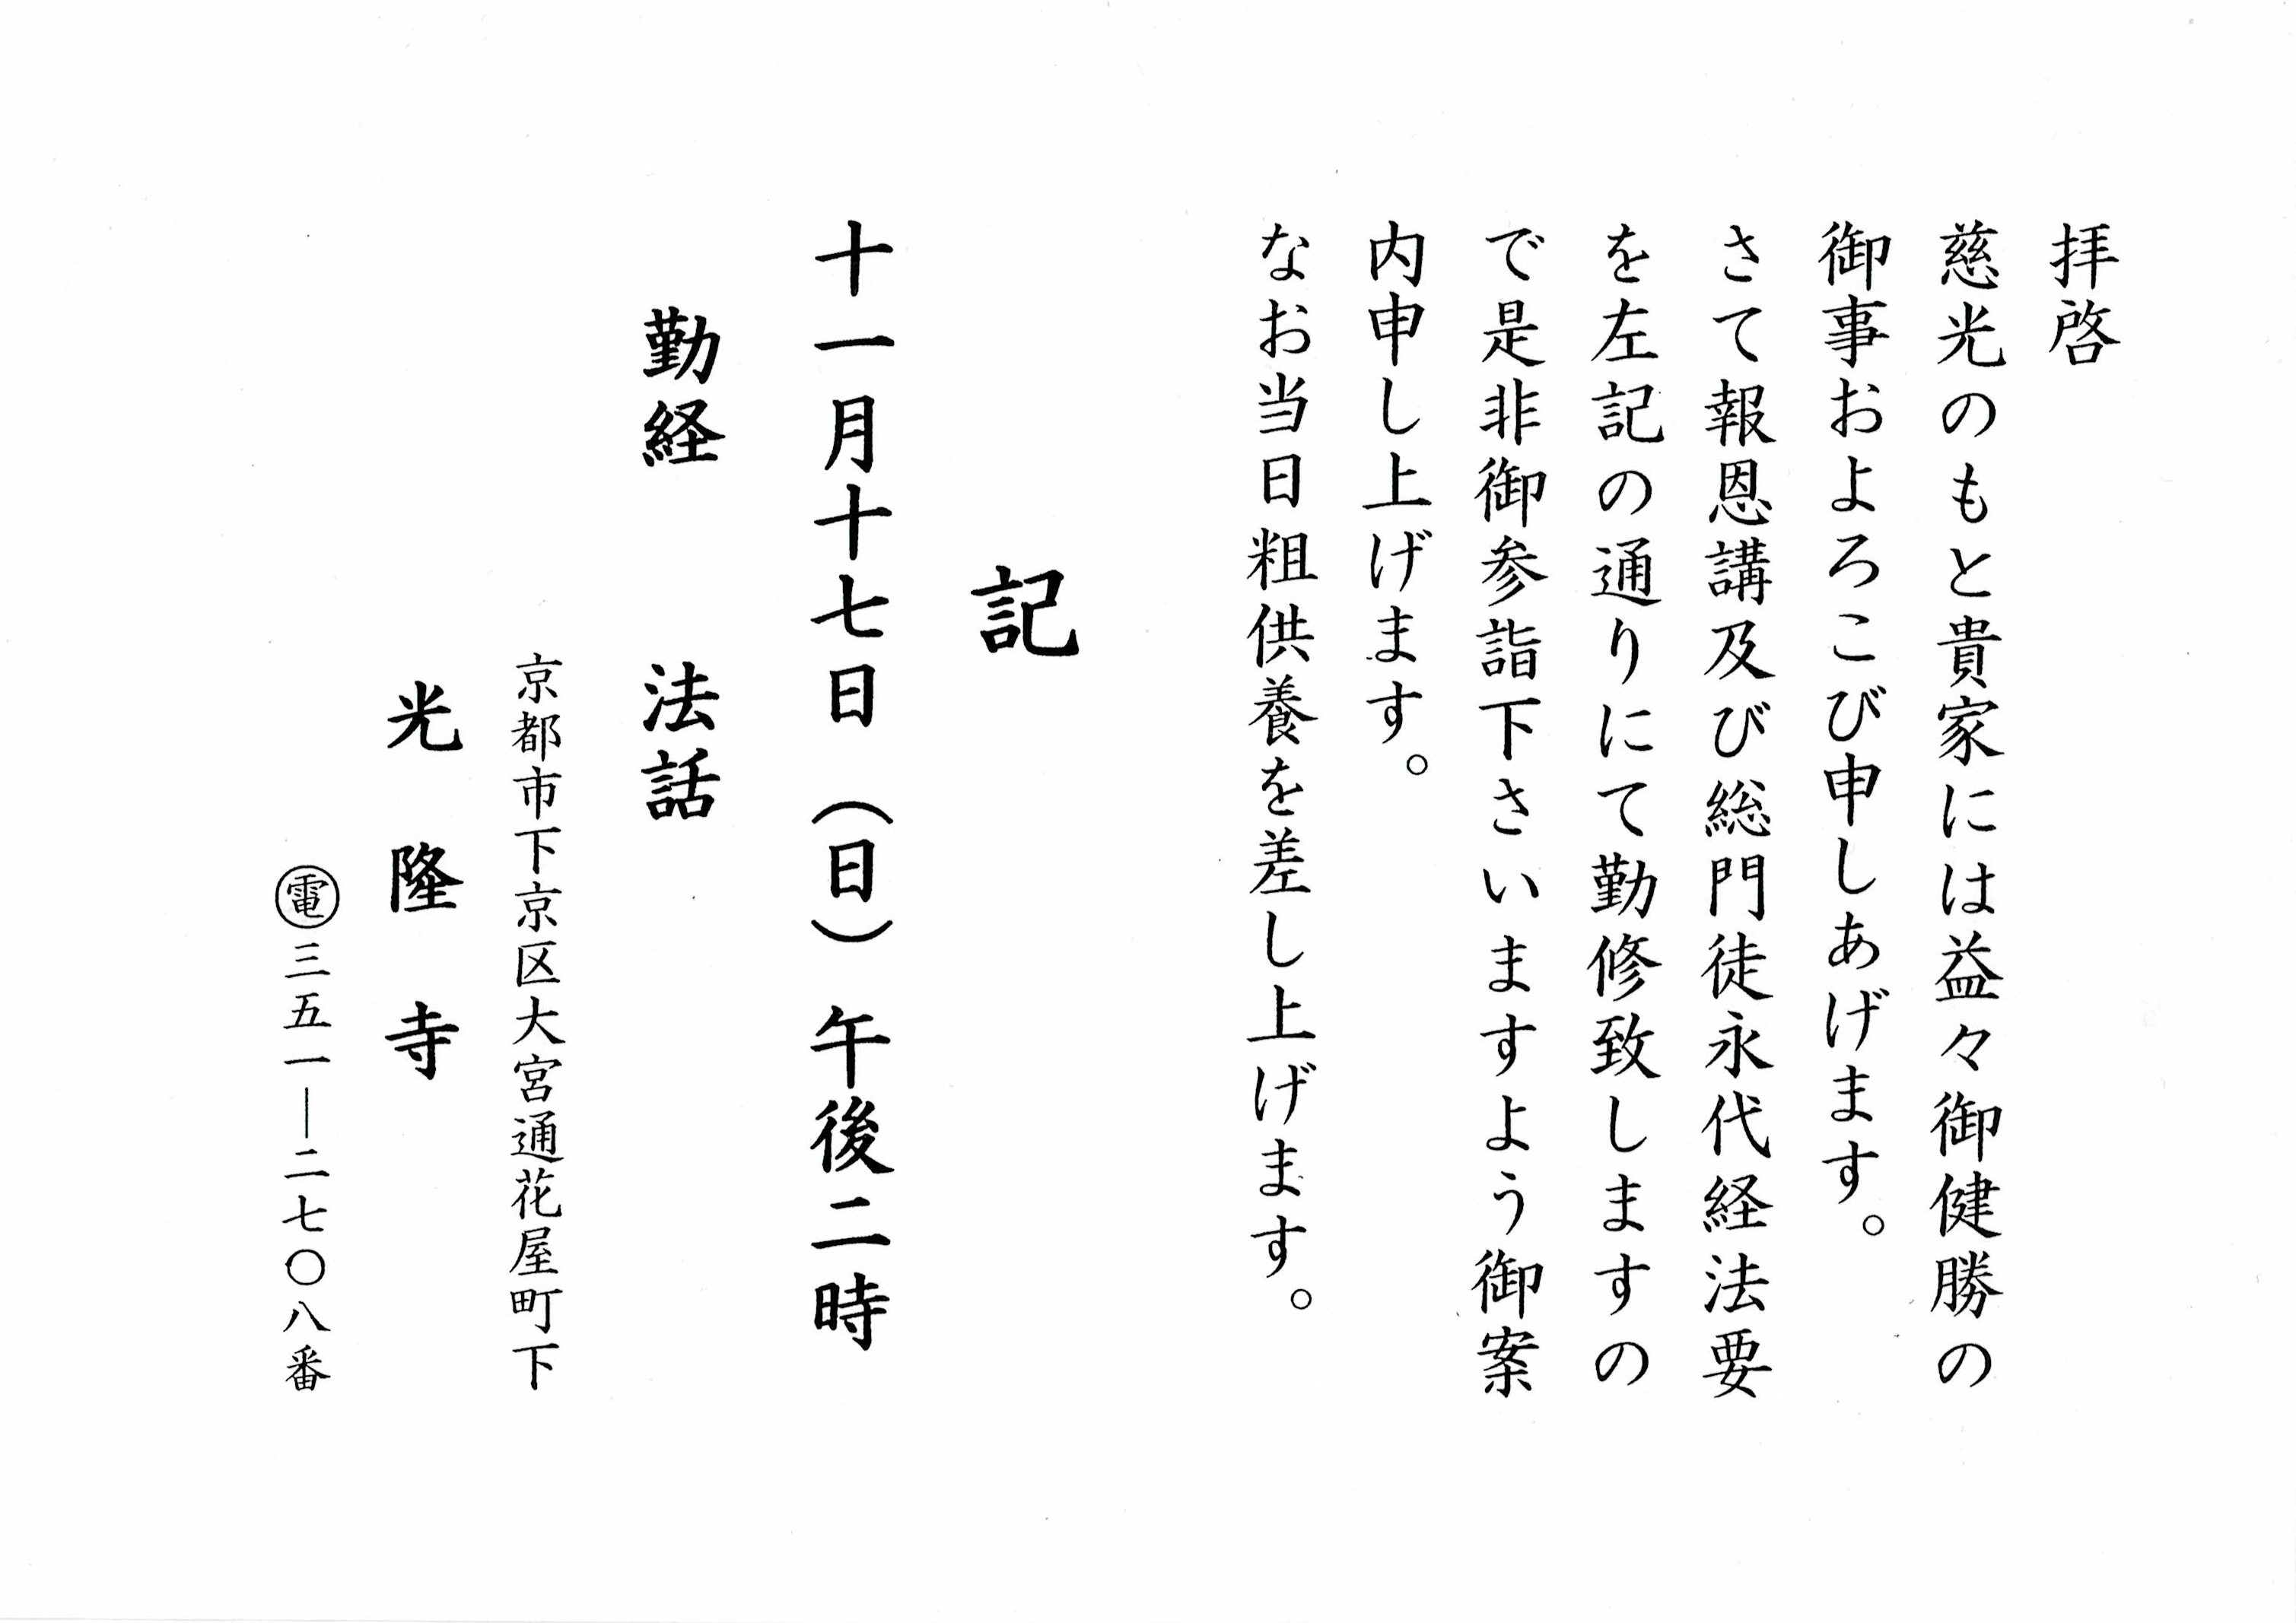 拝啓
慈光のもと貴家には益々御健勝の
御事およろこび申しあげます。
さて報恩講及び総門徒永代経法要
を左記の通りにて勤修致しますの
で是非御参詣下さいますよう御案
内申し上げます。
なお当日粗供養を差し上げます。
記
十一月十七日（日）午後二時
勤経　法話
京都市下京区大宮通花屋町下
光隆寺
㊥電三五一―二七〇八番